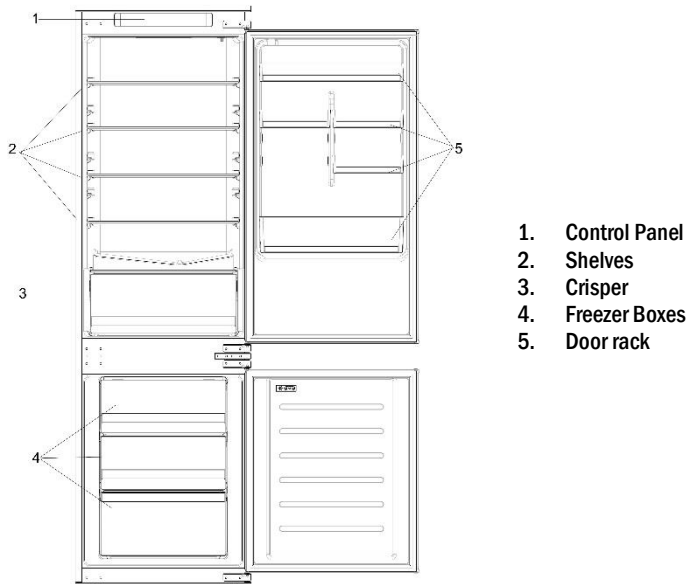 1
2
5
3
4
1. Control Panel
2. Shelves
3. Crisper
4. Freezer Boxes
5. Door rack